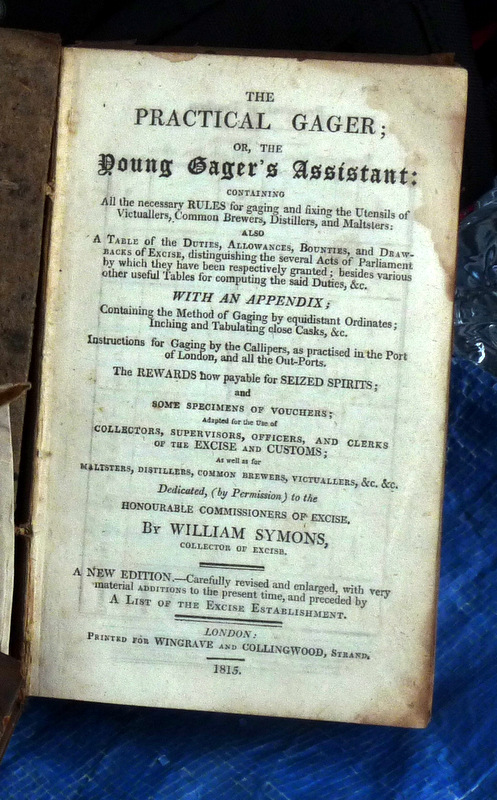 THE
PRACTICAL GAGER;
OR, THE
Young Gager's Assistant:
CONTAINING
All the necessary RULES for gaging and fixing the Utensils of
Victuallers, Common Brewers, Distillers, and Maltsters:
ALSO
A TABLE of the DUTIES, ALLOWANCES, BOUNTIES, and DRAW-
BACKS of EXCISE, distinguishing the several Acts of Parliament
by which they have been respectively granted; besides various
other useful Tables for computing the said Duties, &c.
WITH AN APPENDIX;
Containing the Method of Gaging by equidistant Ordinates;
Inching and Tabulating close Casks, &c.
Instructions for Gaging by the Callipers, as practised in the Port
of London, and all the Out-Ports.
The REWARDS now payable for SEIZED SPIRITS;
and
SOME SPECIMENS OF VOUCHERS;
Adapted for the Use of
COLLECTORS, SUPERVISORS, OFFICERS, AND CLERKS
OF THE EXCISE AND CUSTOMS;
As well as for
MALTSTERS, DISTILLERS, COMMON BREWERS, VICTUALLERS, &c. &c.
Dedicated, (by Permission) to the
HONOURABLE COMMISSIONERS OF EXCISE.
BY WILLIAM SYMONS,
COLLECTOR OF EXCISE.
A NEW EDITION.—Carefully revised and enlarged, with very
material ADDITIONS to the present time, and preceded by
A LIST OF THE EXCISE ESTABLISHMENT.
LONDON:
PRINTED FOR WINGRAVE AND COLLINGWOOD, STRAND.
1815.